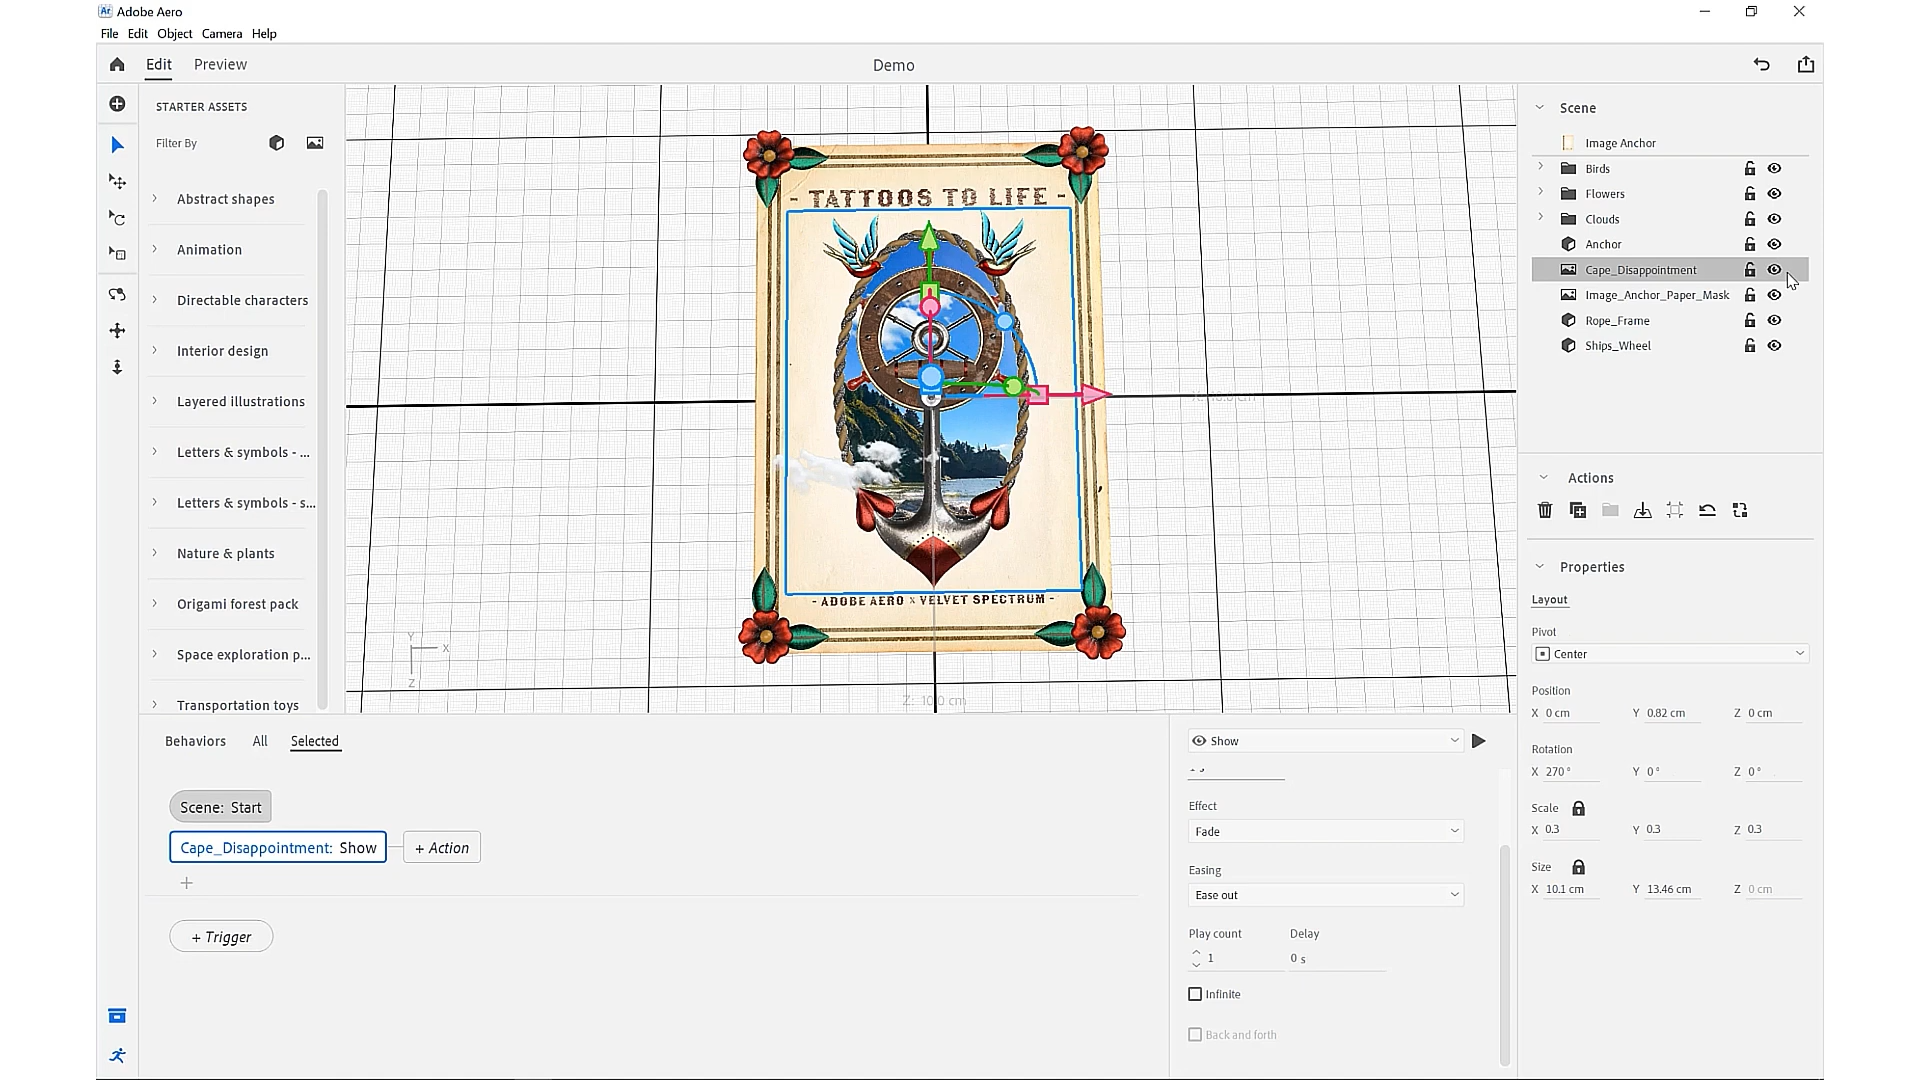 Ar Adobe Aero
File Edit Object Camera Help
Edit Preview Demo
STARTER ASSETS
Filter By
Abstract shapes
Animation
Directable characters
Interior design
Layered illustrations
Letters & symbols - ...
Letters & symbols - s...
Nature & plants
Origami forest pack
Space exploration p...
Transportation toys
- TATTOOS TO LIFE -
- ADOBE AERO x VELVET SPECTRUM -
Y
X
Z
Z: 10.0 cm
Scene
Image Anchor
Birds
Flowers
Clouds
Anchor
Cape_Disappointment
Image_Anchor_Paper_Mask
Rope_Frame
Ships_Wheel
Actions
Properties
Layout
Pivot
Center
Position
X 0 cm Y 0.82 cm Z 0 cm
Rotation
X 270° Y 0° Z 0°
Scale
X 0.3 Y 0.3 Z 0.3
Size
X 10.1 cm Y 13.46 cm Z 0 cm
Behaviors All Selected
Scene: Start
Cape_Disappointment: Show + Action
+
+ Trigger
Show
Effect
Fade
Easing
Ease out
Play count Delay
1 0 s
Infinite
Back and forth